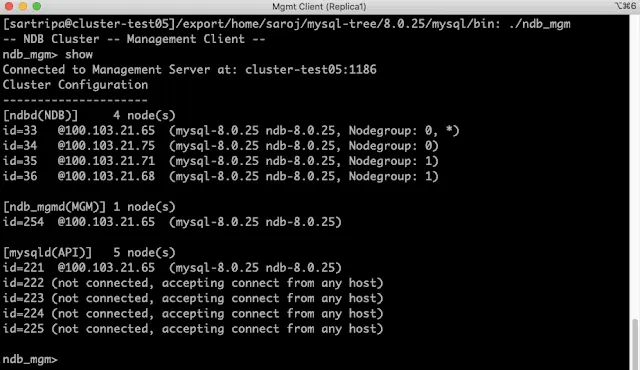 Mgmt Client (Replica1)
⌥⌘6
[sartripa@cluster-test05]/export/home/saroj/mysql-tree/8.0.25/mysql/bin: ./ndb_mgm
-- NDB Cluster -- Management Client --
ndb_mgm> show
Connected to Management Server at: cluster-test05:1186
Cluster Configuration
---------------------
[ndbd(NDB)]     4 node(s)
id=33   @100.103.21.65  (mysql-8.0.25 ndb-8.0.25, Nodegroup: 0, *)
id=34   @100.103.21.75  (mysql-8.0.25 ndb-8.0.25, Nodegroup: 0)
id=35   @100.103.21.71  (mysql-8.0.25 ndb-8.0.25, Nodegroup: 1)
id=36   @100.103.21.68  (mysql-8.0.25 ndb-8.0.25, Nodegroup: 1)

[ndb_mgmd(MGM)] 1 node(s)
id=254  @100.103.21.65  (mysql-8.0.25 ndb-8.0.25)

[mysqld(API)]   5 node(s)
id=221  @100.103.21.65  (mysql-8.0.25 ndb-8.0.25)
id=222 (not connected, accepting connect from any host)
id=223 (not connected, accepting connect from any host)
id=224 (not connected, accepting connect from any host)
id=225 (not connected, accepting connect from any host)

ndb_mgm>